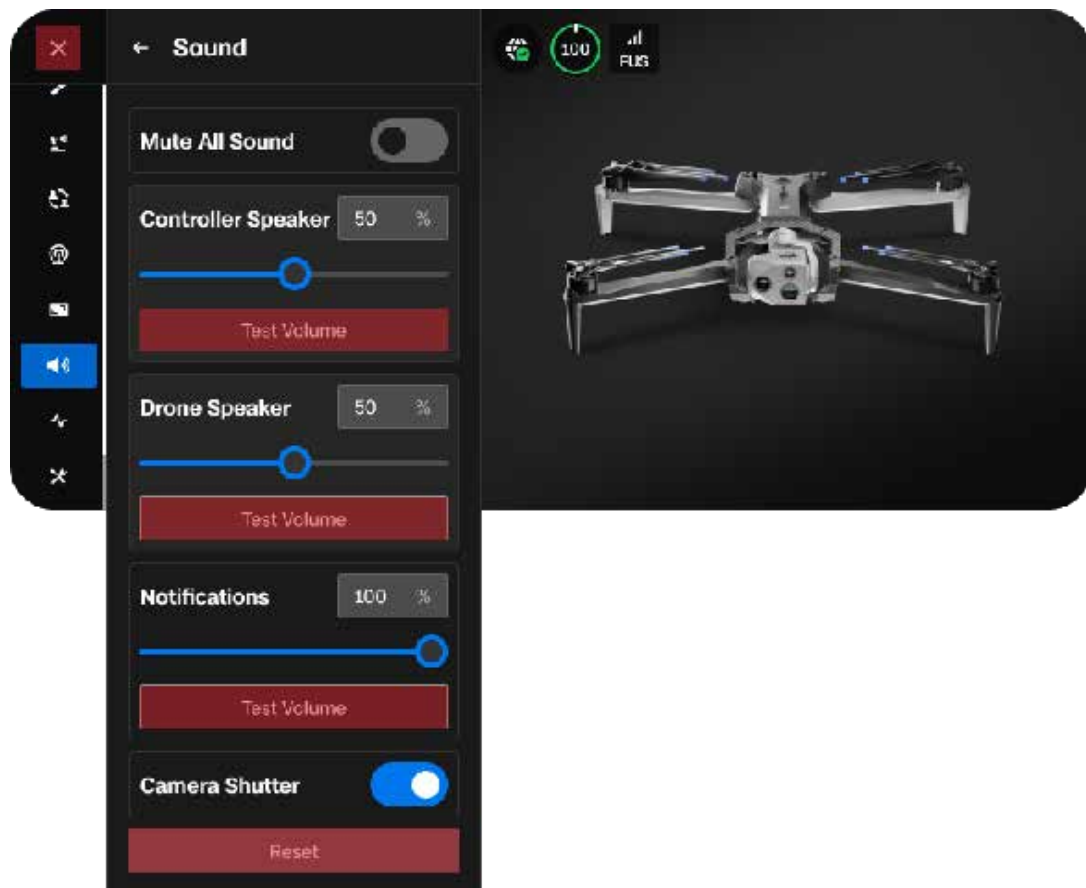 Sound
100
FUS
Mute All Sound
Controller Speaker 50 %
Test Volume
Drone Speaker 50 %
Test Volume
Notifications 100 %
Test Volume
Camera Shutter
Reset